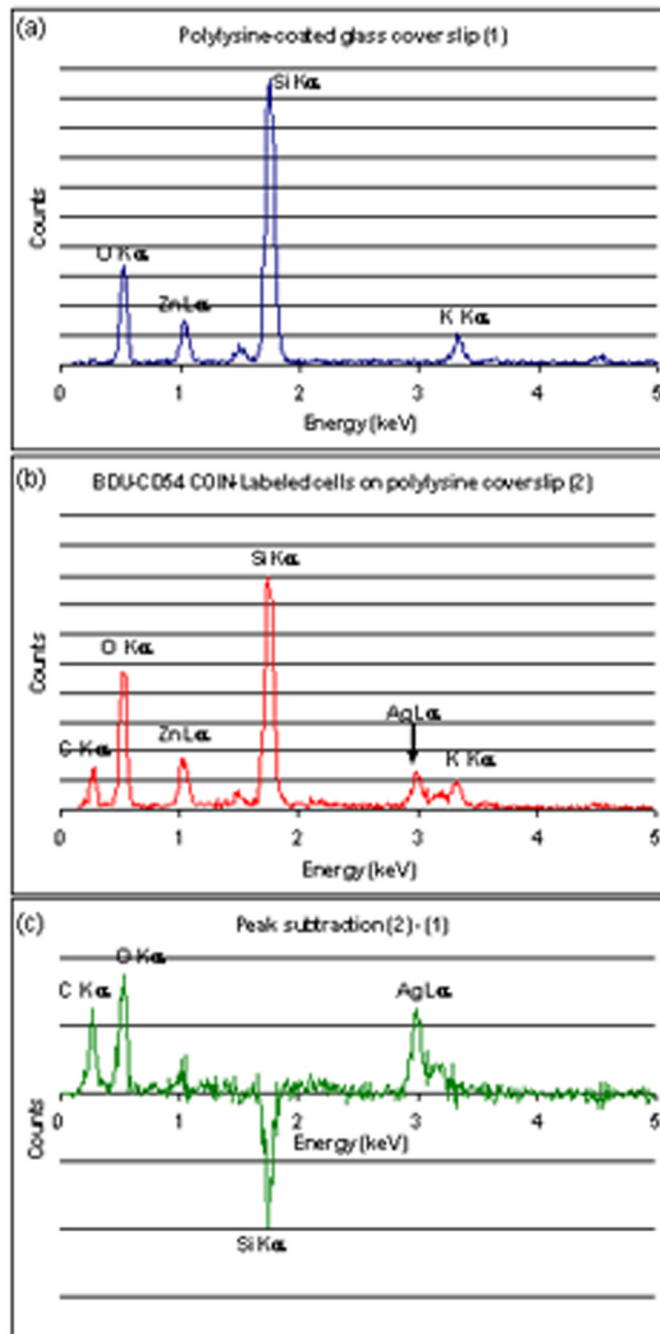 (a)
Polylysine-coated glass cover slip (1)
Si Kα
O Kα
Zn Lα
K Kα
Counts
0 1 2 3 4 5
Energy (keV)
(b)
BDU-CD54 COIN-Labeled cells on polylysine coverslip (2)
Si Kα
O Kα
Ag Lα
Zn Lα
C Kα
K Kα
Counts
0 1 2 3 4 5
Energy (keV)
(c)
Peak subtraction (2) - (1)
O Kα
C Kα
Ag Lα
0 1 2 3 4 5
Counts
Energy (keV)
Si Kα